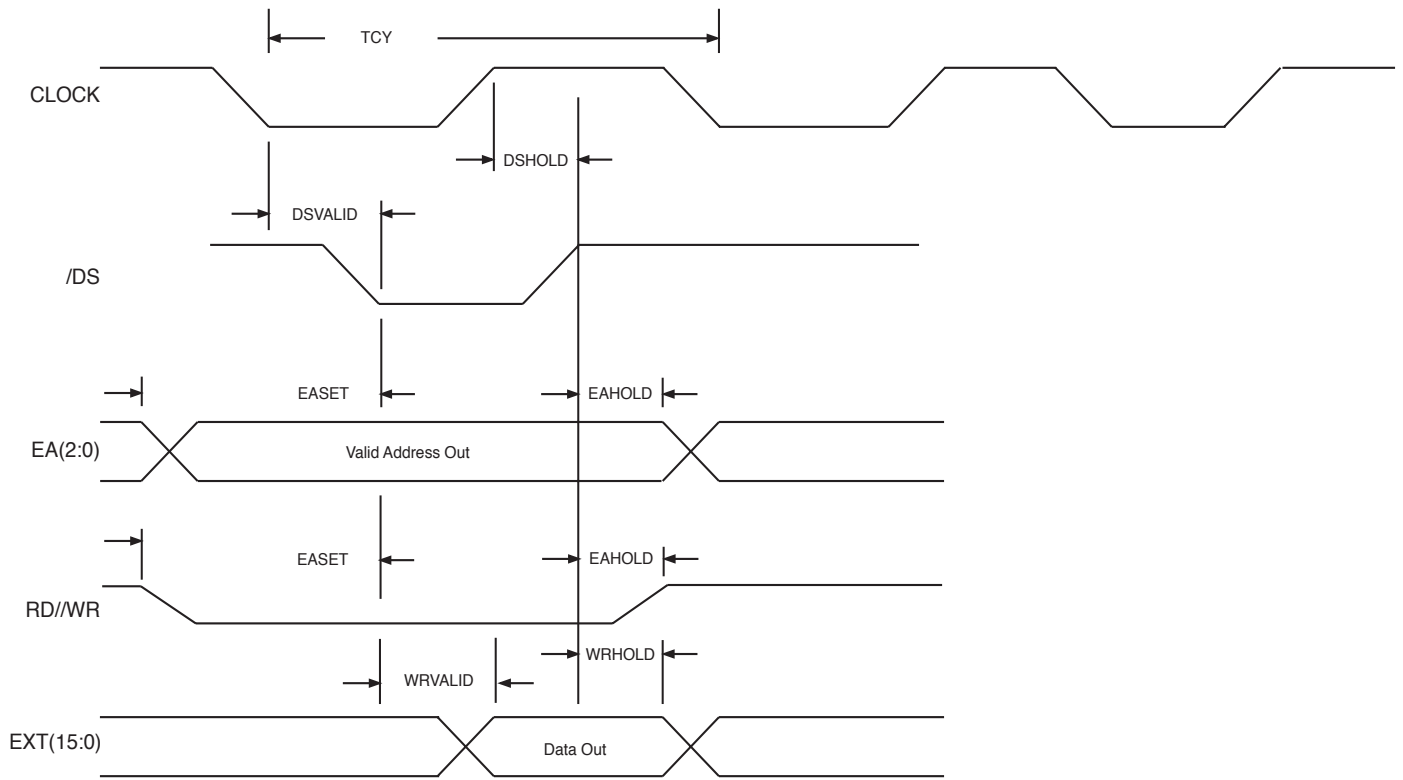 TCY
CLOCK
DSHOLD
DSVALID
/DS
EASET
EAHOLD
EA(2:0)
Valid Address Out
EASET
EAHOLD
RD//WR
WRHOLD
WRVALID
EXT(15:0)
Data Out